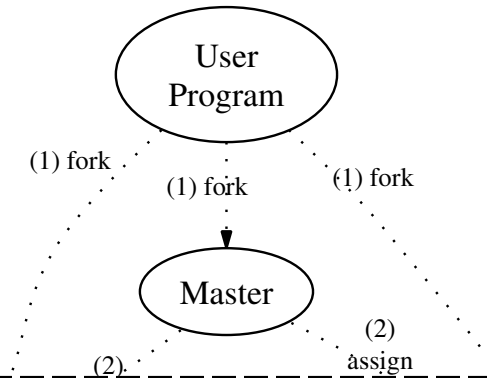 User
Program
(1) fork
(1) fork
(1) fork
Master
(2)
(2)
assign